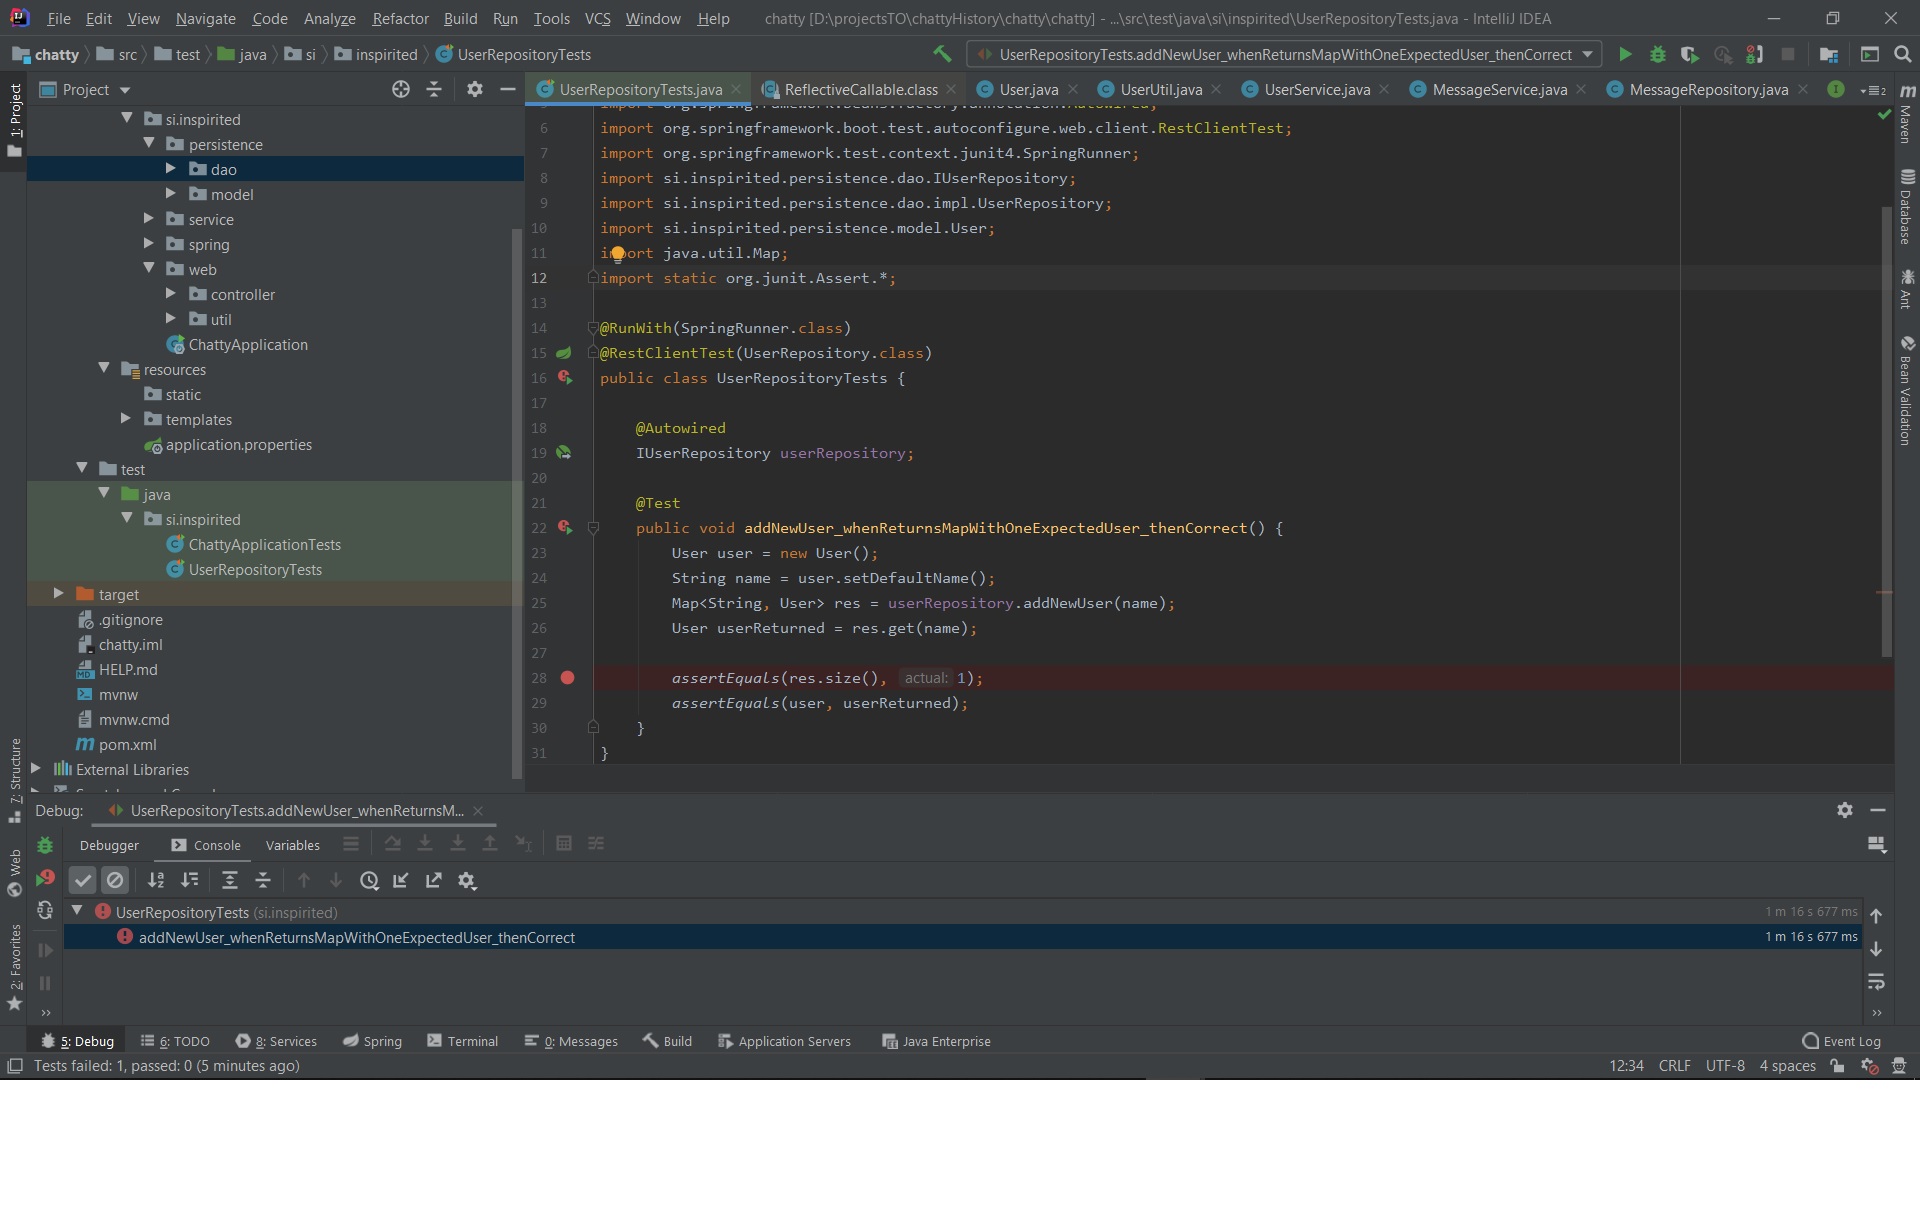 File Edit View Navigate Code Analyze Refactor Build Run Tools VCS Window Help chatty [D:\projectsTO\chattyHistory\chatty\chatty] - ...\src\test\java\si\inspirited\UserRepositoryTests.java - IntelliJ IDEA
chatty src test java si inspirited UserRepositoryTests UserRepositoryTests.addNewUser_whenReturnsMapWithOneExpectedUser_thenCorrect
Project
UserRepositoryTests.java ReflectiveCallable.class User.java UserUtil.java UserService.java MessageService.java MessageRepository.java 2
1: Project
7: Structure
Web
2: Favorites
si.inspirited
persistence
dao
model
service
spring
web
controller
util
ChattyApplication
resources
static
templates
application.properties
test
java
si.inspirited
ChattyApplicationTests
UserRepositoryTests
target
.gitignore
chatty.iml
HELP.md
mvnw
mvnw.cmd
pom.xml
External Libraries
6 import org.springframework.boot.test.autoconfigure.web.client.RestClientTest;
7 import org.springframework.test.context.junit4.SpringRunner;
8 import si.inspirited.persistence.dao.IUserRepository;
9 import si.inspirited.persistence.dao.impl.UserRepository;
10 import si.inspirited.persistence.model.User;
11 import java.util.Map;
12 import static org.junit.Assert.*;
13
14 @RunWith(SpringRunner.class)
15 @RestClientTest(UserRepository.class)
16 public class UserRepositoryTests {
17
18 @Autowired
19 IUserRepository userRepository;
20
21 @Test
22 public void addNewUser_whenReturnsMapWithOneExpectedUser_thenCorrect() {
23 User user = new User();
24 String name = user.setDefaultName();
25 Map<String, User> res = userRepository.addNewUser(name);
26 User userReturned = res.get(name);
27
28 assertEquals(res.size(), actual: 1);
29 assertEquals(user, userReturned);
30 }
31 }
Maven
Database
Ant
Bean Validation
Debug: UserRepositoryTests.addNewUser_whenReturnsM...
Debugger Console Variables
UserRepositoryTests (si.inspirited) 1 m 16 s 677 ms
addNewUser_whenReturnsMapWithOneExpectedUser_thenCorrect 1 m 16 s 677 ms
5: Debug 6: TODO 8: Services Spring Terminal 0: Messages Build Application Servers Java Enterprise Event Log
Tests failed: 1, passed: 0 (5 minutes ago) 12:34 CRLF UTF-8 4 spaces